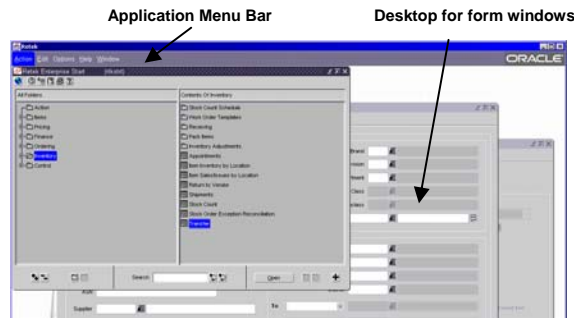 Application Menu Bar
Desktop for form windows
Retek
Action Edit Options Help Window
ORACLE
Retek Enterprise Start
All Folders
Contents Of Inventory
Action
Items
Pricing
Finance
Ordering
Inventory
Control
Stock Count Schedule
Stock Order Templates
Receiving
Pack Items
Inventory Adjustments
Appointments
Item Inventory by Location
Item Sales/Issues by Location
Return to Vendor
Shipments
Stock Count
Stock Order Exception Reconciliation
Transfer
Brand
Class
Search
Open
Supplier
To